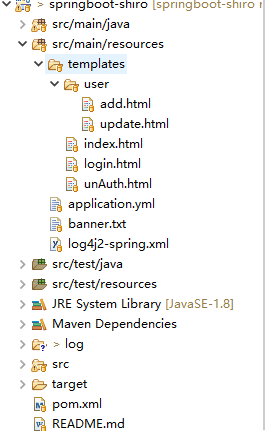 > springboot-shiro [springboot-shiro m
src/main/java
src/main/resources
templates
user
add.html
update.html
index.html
login.html
unAuth.html
application.yml
banner.txt
log4j2-spring.xml
src/test/java
src/test/resources
JRE System Library [JavaSE-1.8]
Maven Dependencies
> log
src
target
pom.xml
README.md